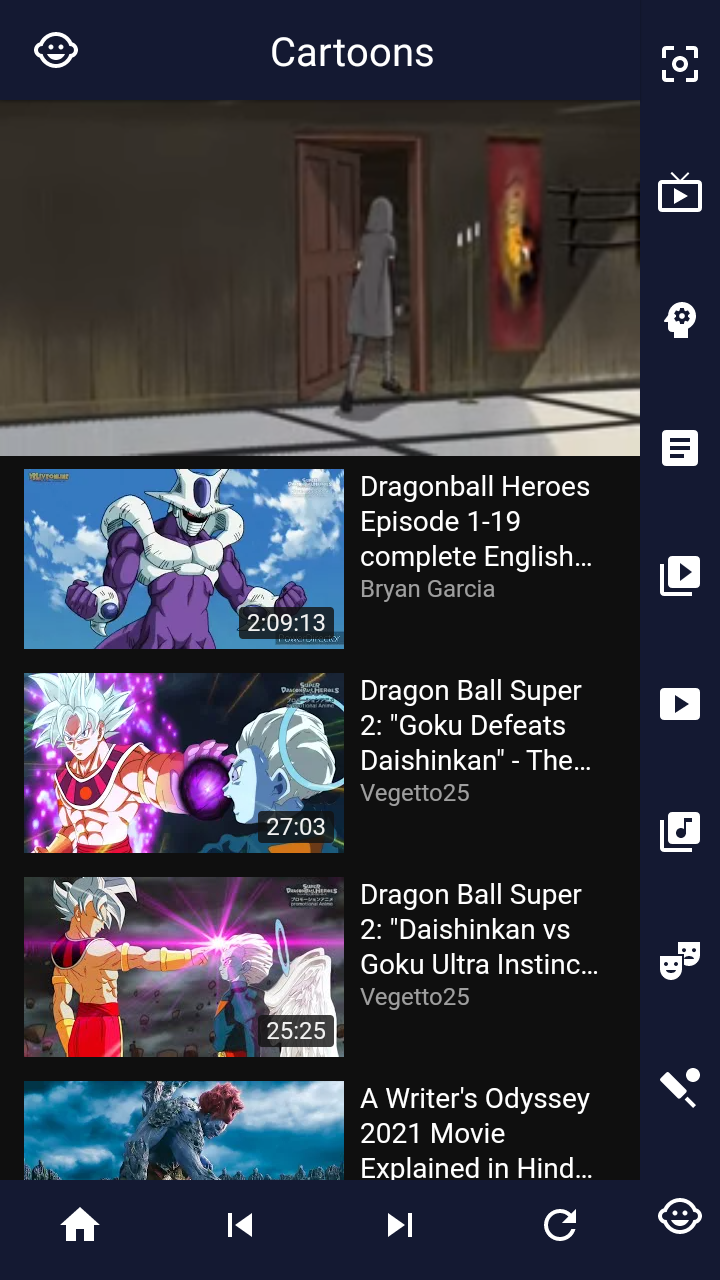 Cartoons
Dragonball Heroes
Episode 1-19
complete English...
Bryan Garcia
2:09:13
Dragon Ball Super
2: "Goku Defeats
Daishinkan" - The...
Vegetto25
27:03
Dragon Ball Super
2: "Daishinkan vs
Goku Ultra Instinc...
Vegetto25
25:25
A Writer's Odyssey
2021 Movie
Explained in Hind...